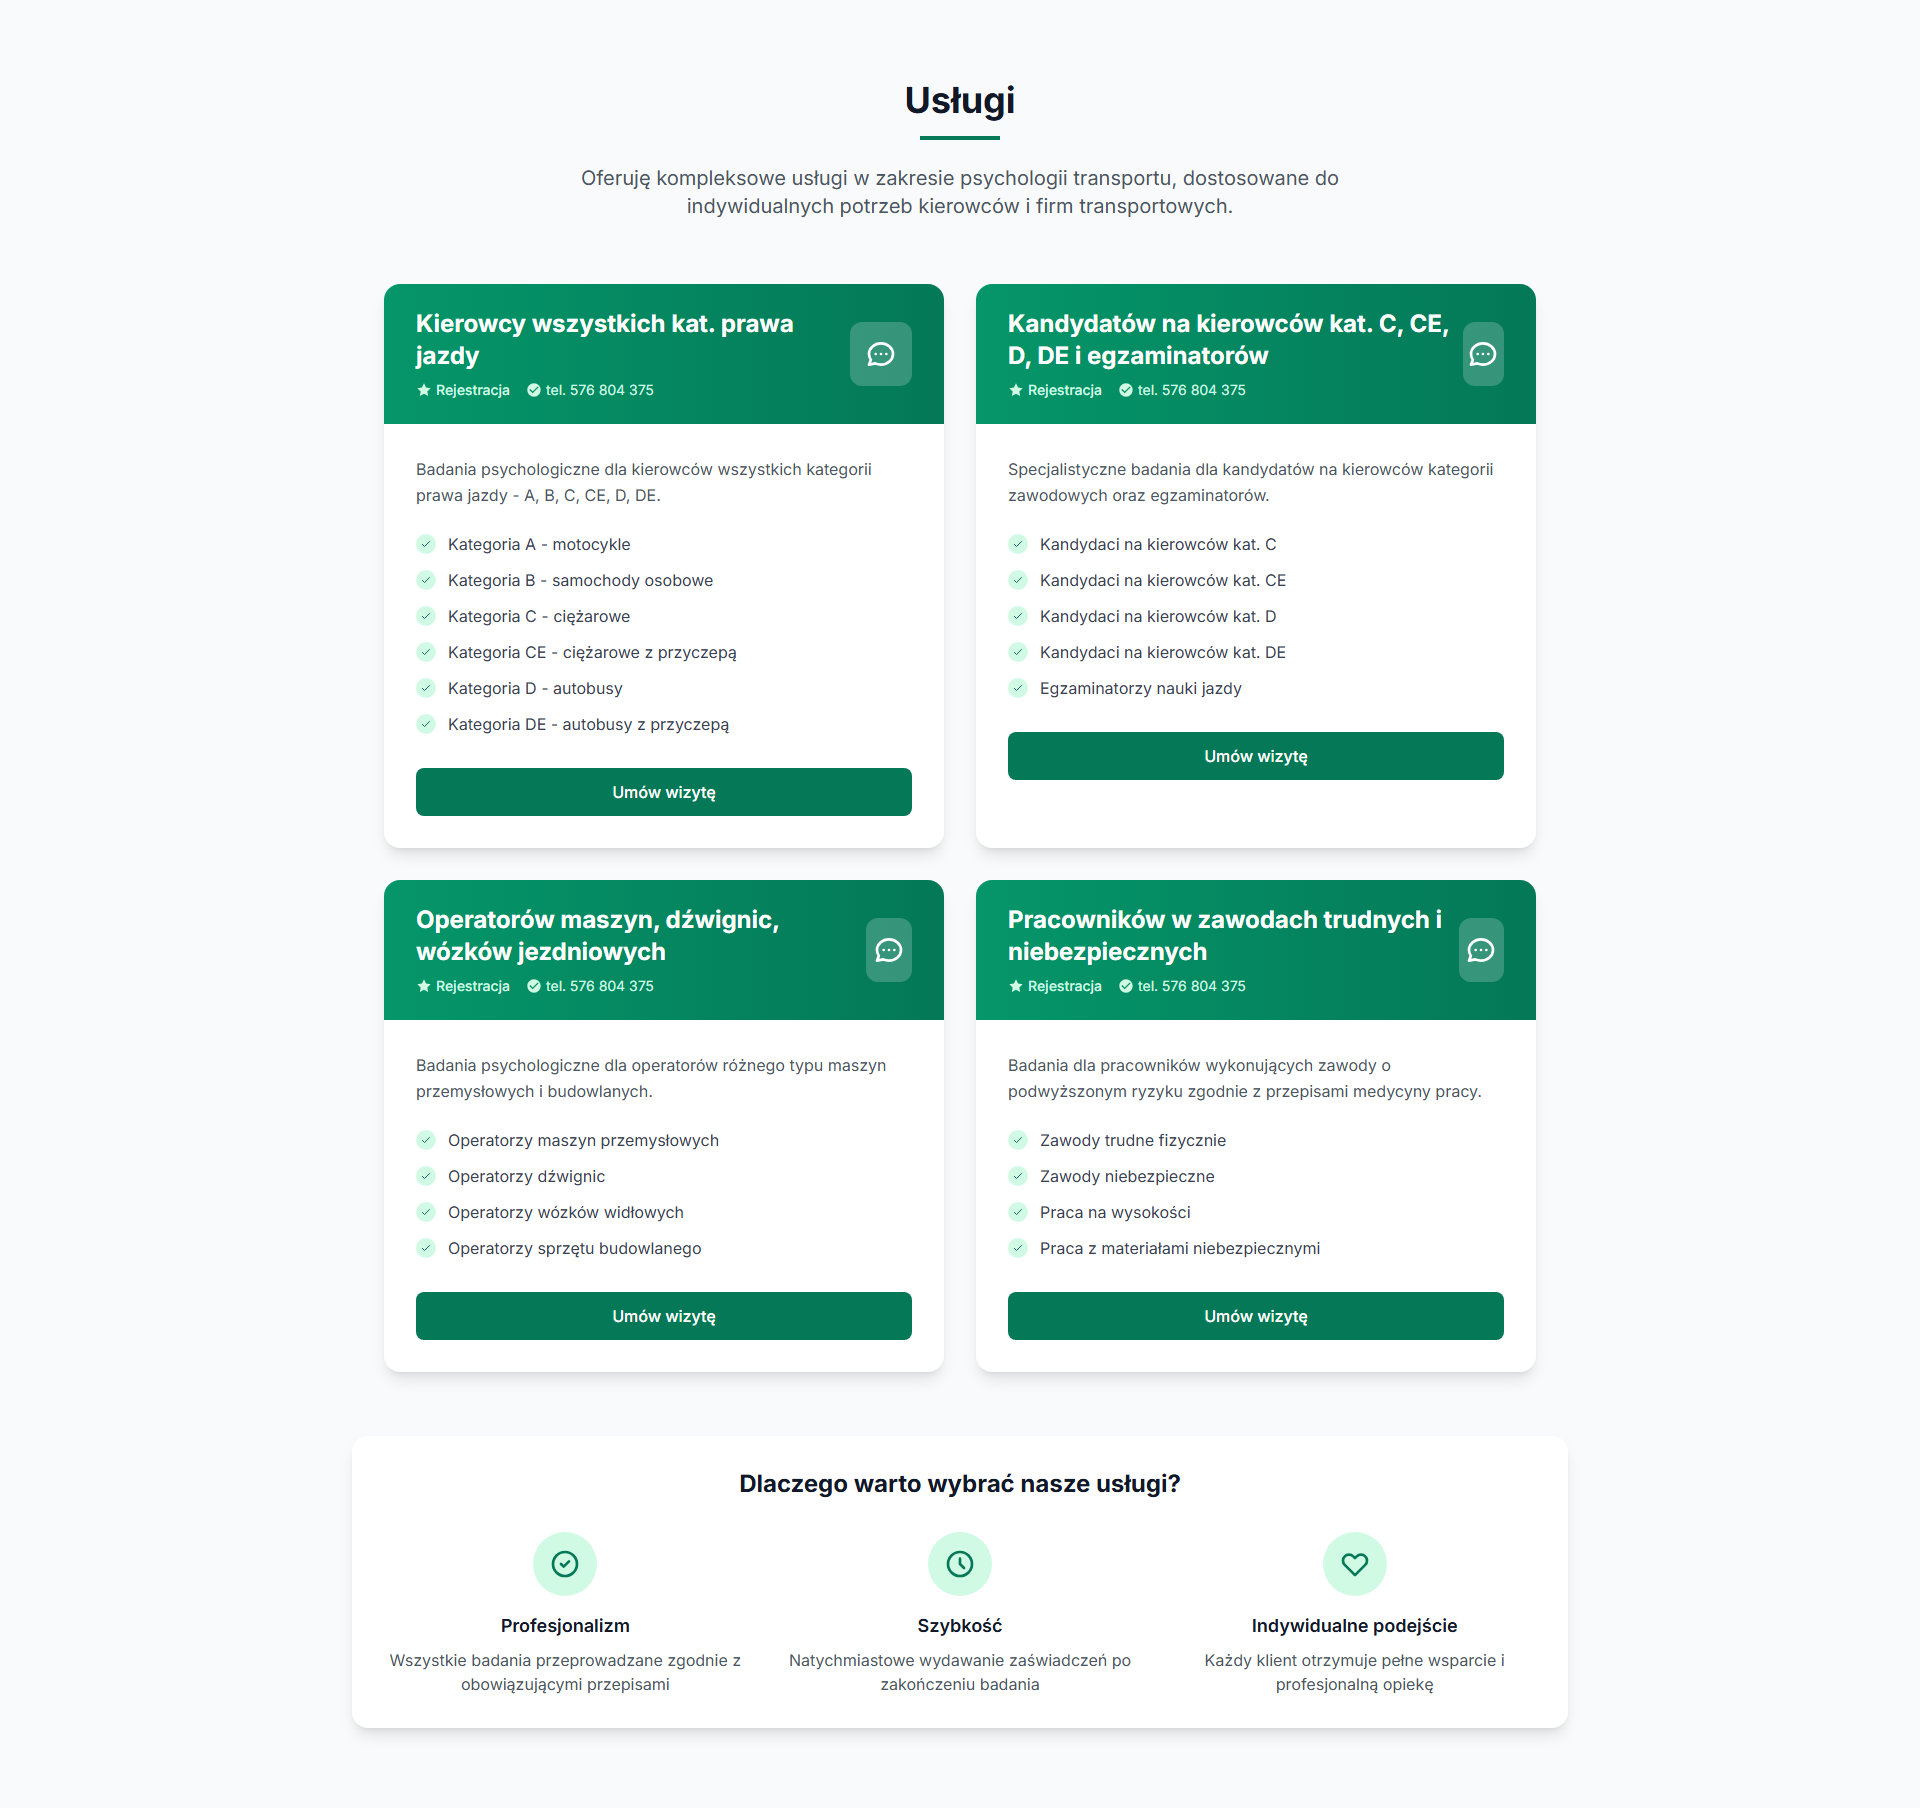 Usługi
Oferuję kompleksowe usługi w zakresie psychologii transportu, dostosowane do
indywidualnych potrzeb kierowców i firm transportowych.
Kierowcy wszystkich kat. prawa
jazdy
Rejestracja tel. 576 804 375
Badania psychologiczne dla kierowców wszystkich kategorii
prawa jazdy - A, B, C, CE, D, DE.
Kategoria A - motocykle
Kategoria B - samochody osobowe
Kategoria C - ciężarowe
Kategoria CE - ciężarowe z przyczepą
Kategoria D - autobusy
Kategoria DE - autobusy z przyczepą
Umów wizytę
Kandydatów na kierowców kat. C, CE,
D, DE i egzaminatorów
Rejestracja tel. 576 804 375
Specjalistyczne badania dla kandydatów na kierowców kategorii
zawodowych oraz egzaminatorów.
Kandydaci na kierowców kat. C
Kandydaci na kierowców kat. CE
Kandydaci na kierowców kat. D
Kandydaci na kierowców kat. DE
Egzaminatorzy nauki jazdy
Umów wizytę
Operatorów maszyn, dźwignic,
wózków jezdniowych
Rejestracja tel. 576 804 375
Badania psychologiczne dla operatorów różnego typu maszyn
przemysłowych i budowlanych.
Operatorzy maszyn przemysłowych
Operatorzy dźwignic
Operatorzy wózków widłowych
Operatorzy sprzętu budowlanego
Umów wizytę
Pracowników w zawodach trudnych i
niebezpiecznych
Rejestracja tel. 576 804 375
Badania dla pracowników wykonujących zawody o
podwyższonym ryzyku zgodnie z przepisami medycyny pracy.
Zawody trudne fizycznie
Zawody niebezpieczne
Praca na wysokości
Praca z materiałami niebezpiecznymi
Umów wizytę
Dlaczego warto wybrać nasze usługi?
Profesjonalizm
Wszystkie badania przeprowadzane zgodnie z
obowiązującymi przepisami
Szybkość
Natychmiastowe wydawanie zaświadczeń po
zakończeniu badania
Indywidualne podejście
Każdy klient otrzymuje pełne wsparcie i
profesjonalną opiekę